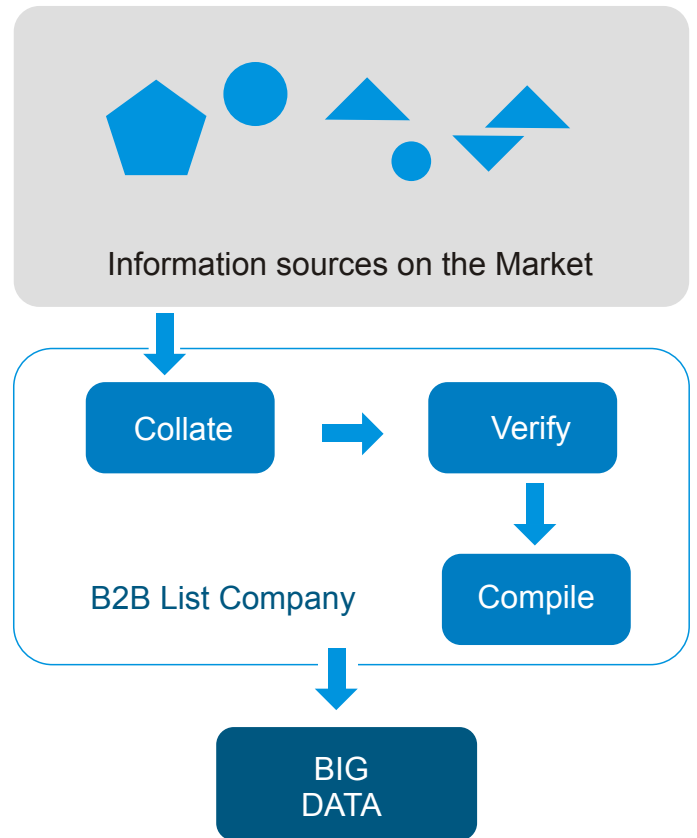 Information sources on the Market
Collate
Verify
B2B List Company
Compile
BIG
DATA